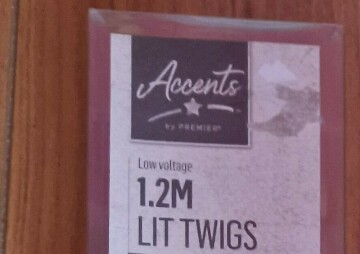 Accents
by PREMIER®
Low voltage
1.2M
LIT TWIGS